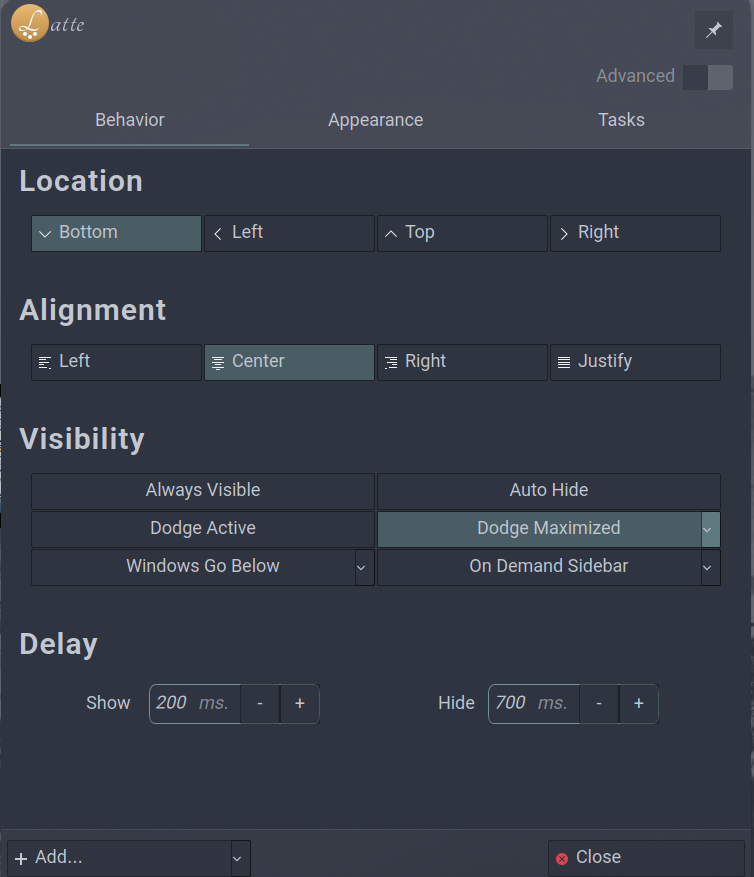 Latte
Advanced
Behavior Appearance Tasks
Location
Bottom Left Top Right
Alignment
Left Center Right Justify
Visibility
Always Visible Auto Hide
Dodge Active Dodge Maximized
Windows Go Below On Demand Sidebar
Delay
Show 200 ms. - + Hide 700 ms. - +
Add... Close